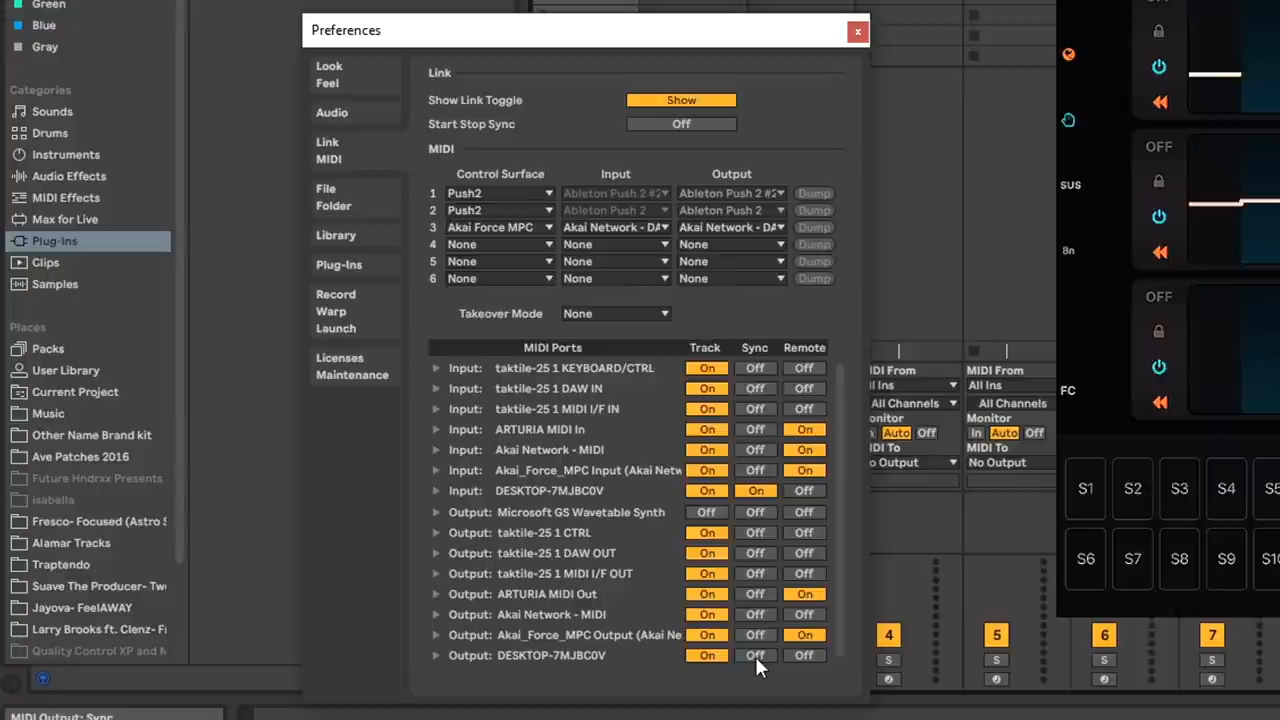 Green
Blue
Gray
Categories
Sounds
Drums
Instruments
Audio Effects
MIDI Effects
Max for Live
Plug-Ins
Clips
Samples
Places
Packs
User Library
Current Project
Music
Other Name Brand kit
Ave Patches 2016
Future Hndrxx Presents
isabella
Fresco- Focused (Astro S
Alamar Tracks
Traptendo
Suave The Producer- Tw
Jayova- FeelAWAY
Larry Brooks ft. Clenz- Fr
Quality Control XP and M
MIDI Output: Sync
Preferences
x
Look
Feel
Audio
Link
MIDI
File
Folder
Library
Plug-Ins
Record
Warp
Launch
Licenses
Maintenance
Link
Show Link Toggle Show
Start Stop Sync Off
MIDI
Control Surface Input Output
1 Push2 Ableton Push 2 #2 Ableton Push 2 #2 Dump
2 Push2 Ableton Push 2 Ableton Push 2 Dump
3 Akai Force MPC Akai Network - DA Akai Network - DA Dump
4 None None None Dump
5 None None None Dump
6 None None None Dump
Takeover Mode None
MIDI Ports Track Sync Remote
Input: taktile-25 1 KEYBOARD/CTRL On Off Off
Input: taktile-25 1 DAW IN On Off Off
Input: taktile-25 1 MIDI I/F IN On Off Off
Input: ARTURIA MIDI In On Off On
Input: Akai Network - MIDI On Off On
Input: Akai_Force_MPC Input (Akai Netw On Off On
Input: DESKTOP-7MJBC0V On On Off
Output: Microsoft GS Wavetable Synth Off Off Off
Output: taktile-25 1 CTRL On Off Off
Output: taktile-25 1 DAW OUT On Off Off
Output: taktile-25 1 MIDI I/F OUT On Off Off
Output: ARTURIA MIDI Out On Off On
Output: Akai Network - MIDI On Off Off
Output: Akai_Force_MPC Output (Akai Ne On Off On
Output: DESKTOP-7MJBC0V On Off Off
IDI From
ll Ins
All Channels
onitor
n Auto Off
IDI To
o Output
MIDI From
All Ins
All Channels
Monitor
In Auto Off
MIDI To
No Output
4 5 6 7
S S S S
SUS
8n
FC
OFF
OFF
S1 S2 S3 S4 S5
S6 S7 S8 S9 S10